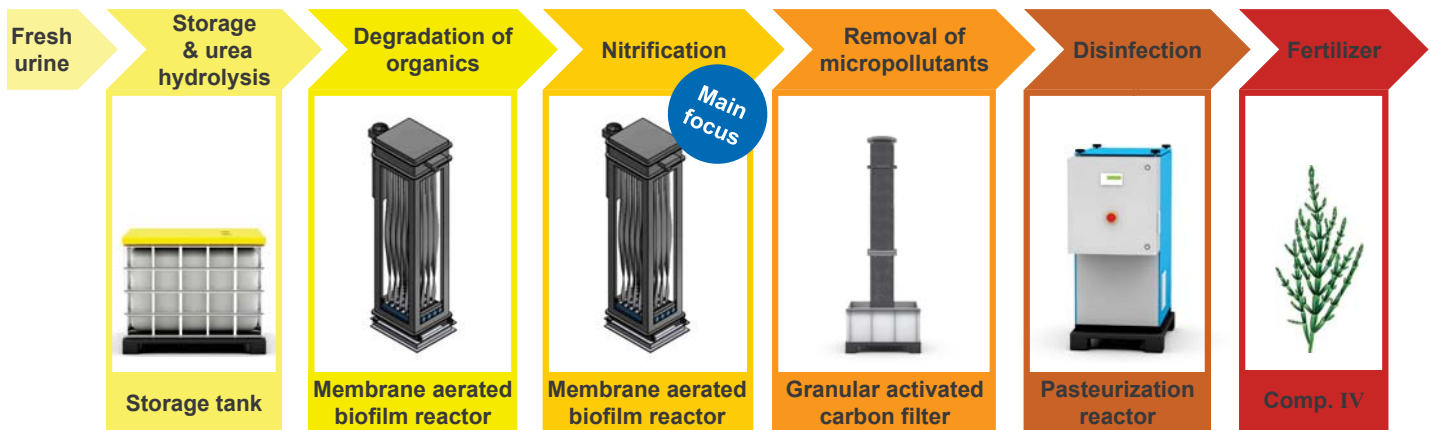 Fresh
urine
Storage
& urea
hydrolysis
Degradation of
organics
Nitrification
Removal of
micropollutants
Disinfection
Fertilizer
Main
focus
Storage tank
Membrane aerated
biofilm reactor
Membrane aerated
biofilm reactor
Granular activated
carbon filter
Pasteurization
reactor
Comp. IV